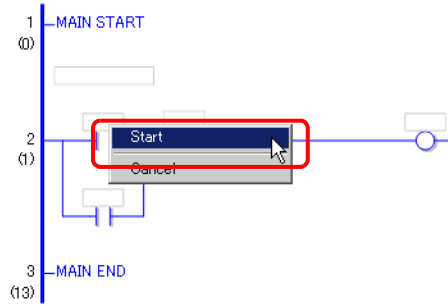 1 MAIN START
(0)
Start
2
(1)
Cancel
3 MAIN END
(13)